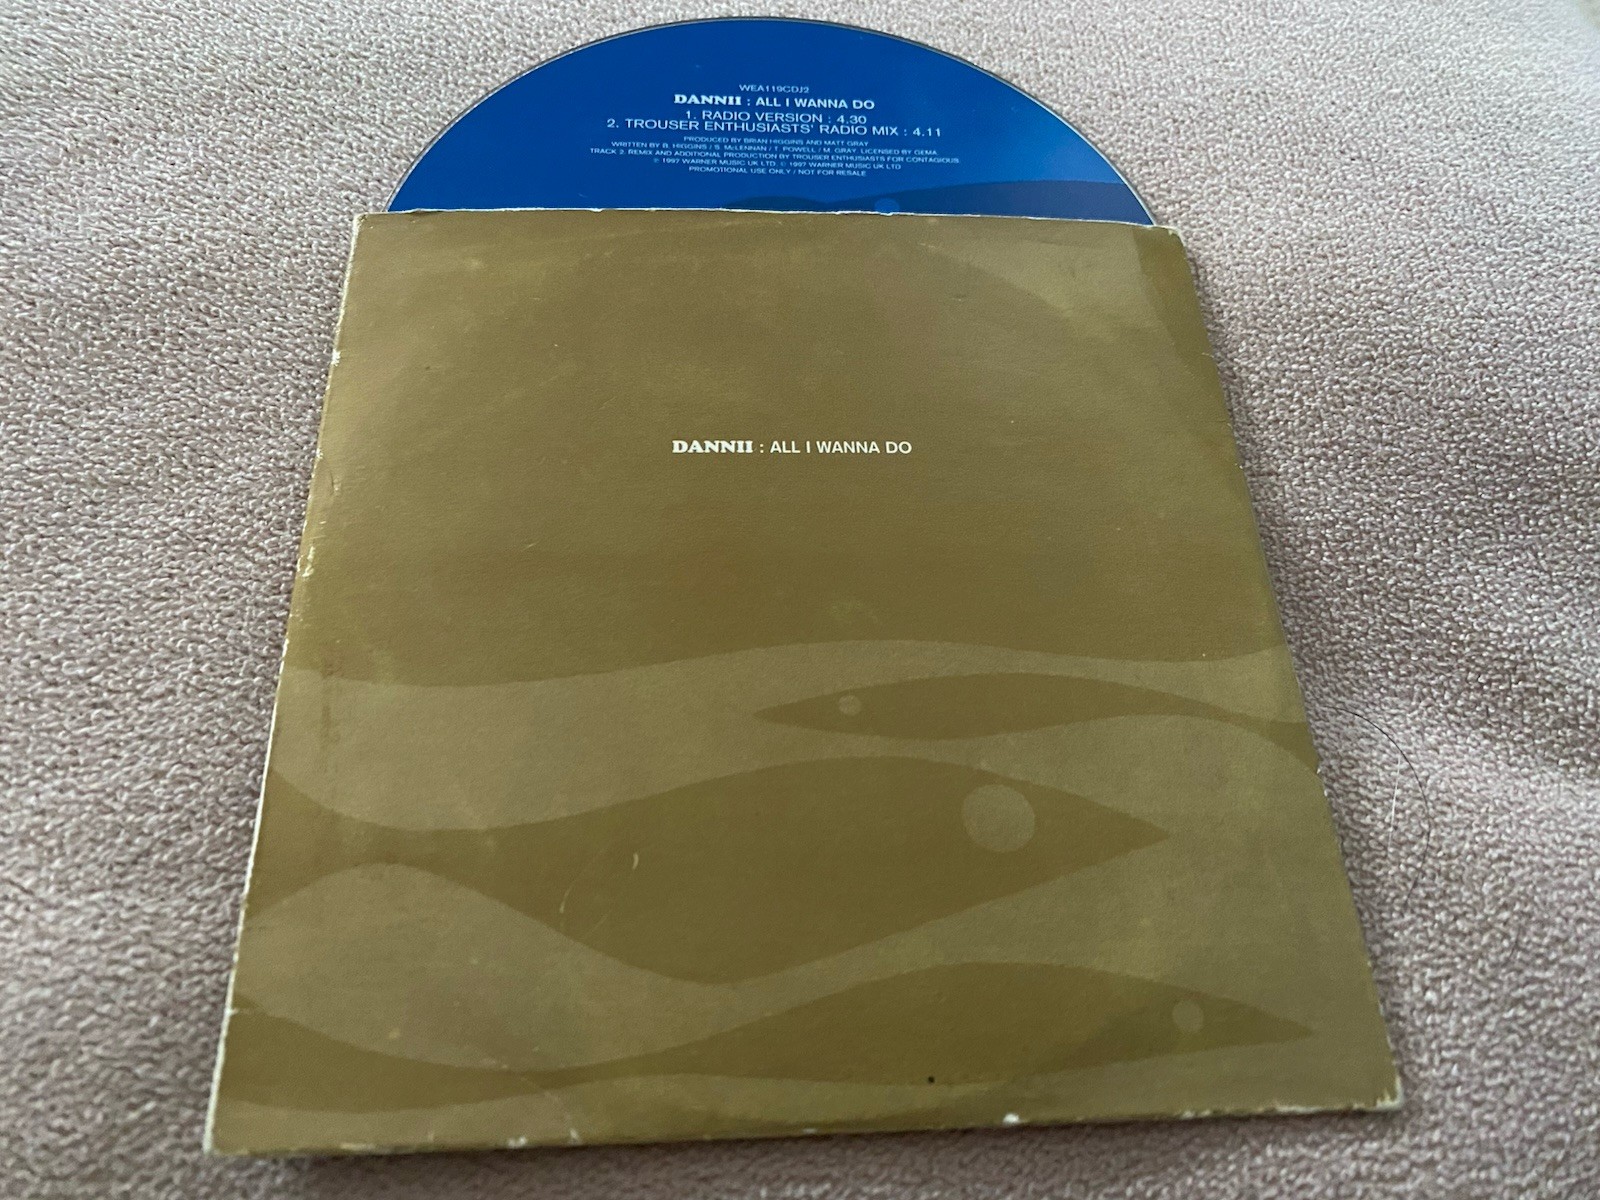 WEA119CDJ2
DANNII : ALL I WANNA DO
1. RADIO VERSION : 4.30
2. TROUSER ENTHUSIASTS' RADIO MIX : 4.11
PRODUCED BY BRIAN HIGGINS AND MATT GRAY
WRITTEN BY B. HIGGINS / S. McLENNAN / T. POWELL / M. GRAY. LICENSED BY GEMA.
TRACK 2. REMIX AND ADDITIONAL PRODUCTION BY TROUSER ENTHUSIASTS FOR CONTAGIOUS.
℗ 1997 WARNER MUSIC UK LTD. © 1997 WARNER MUSIC UK LTD
PROMOTIONAL USE ONLY / NOT FOR RESALE
DANNII : ALL I WANNA DO